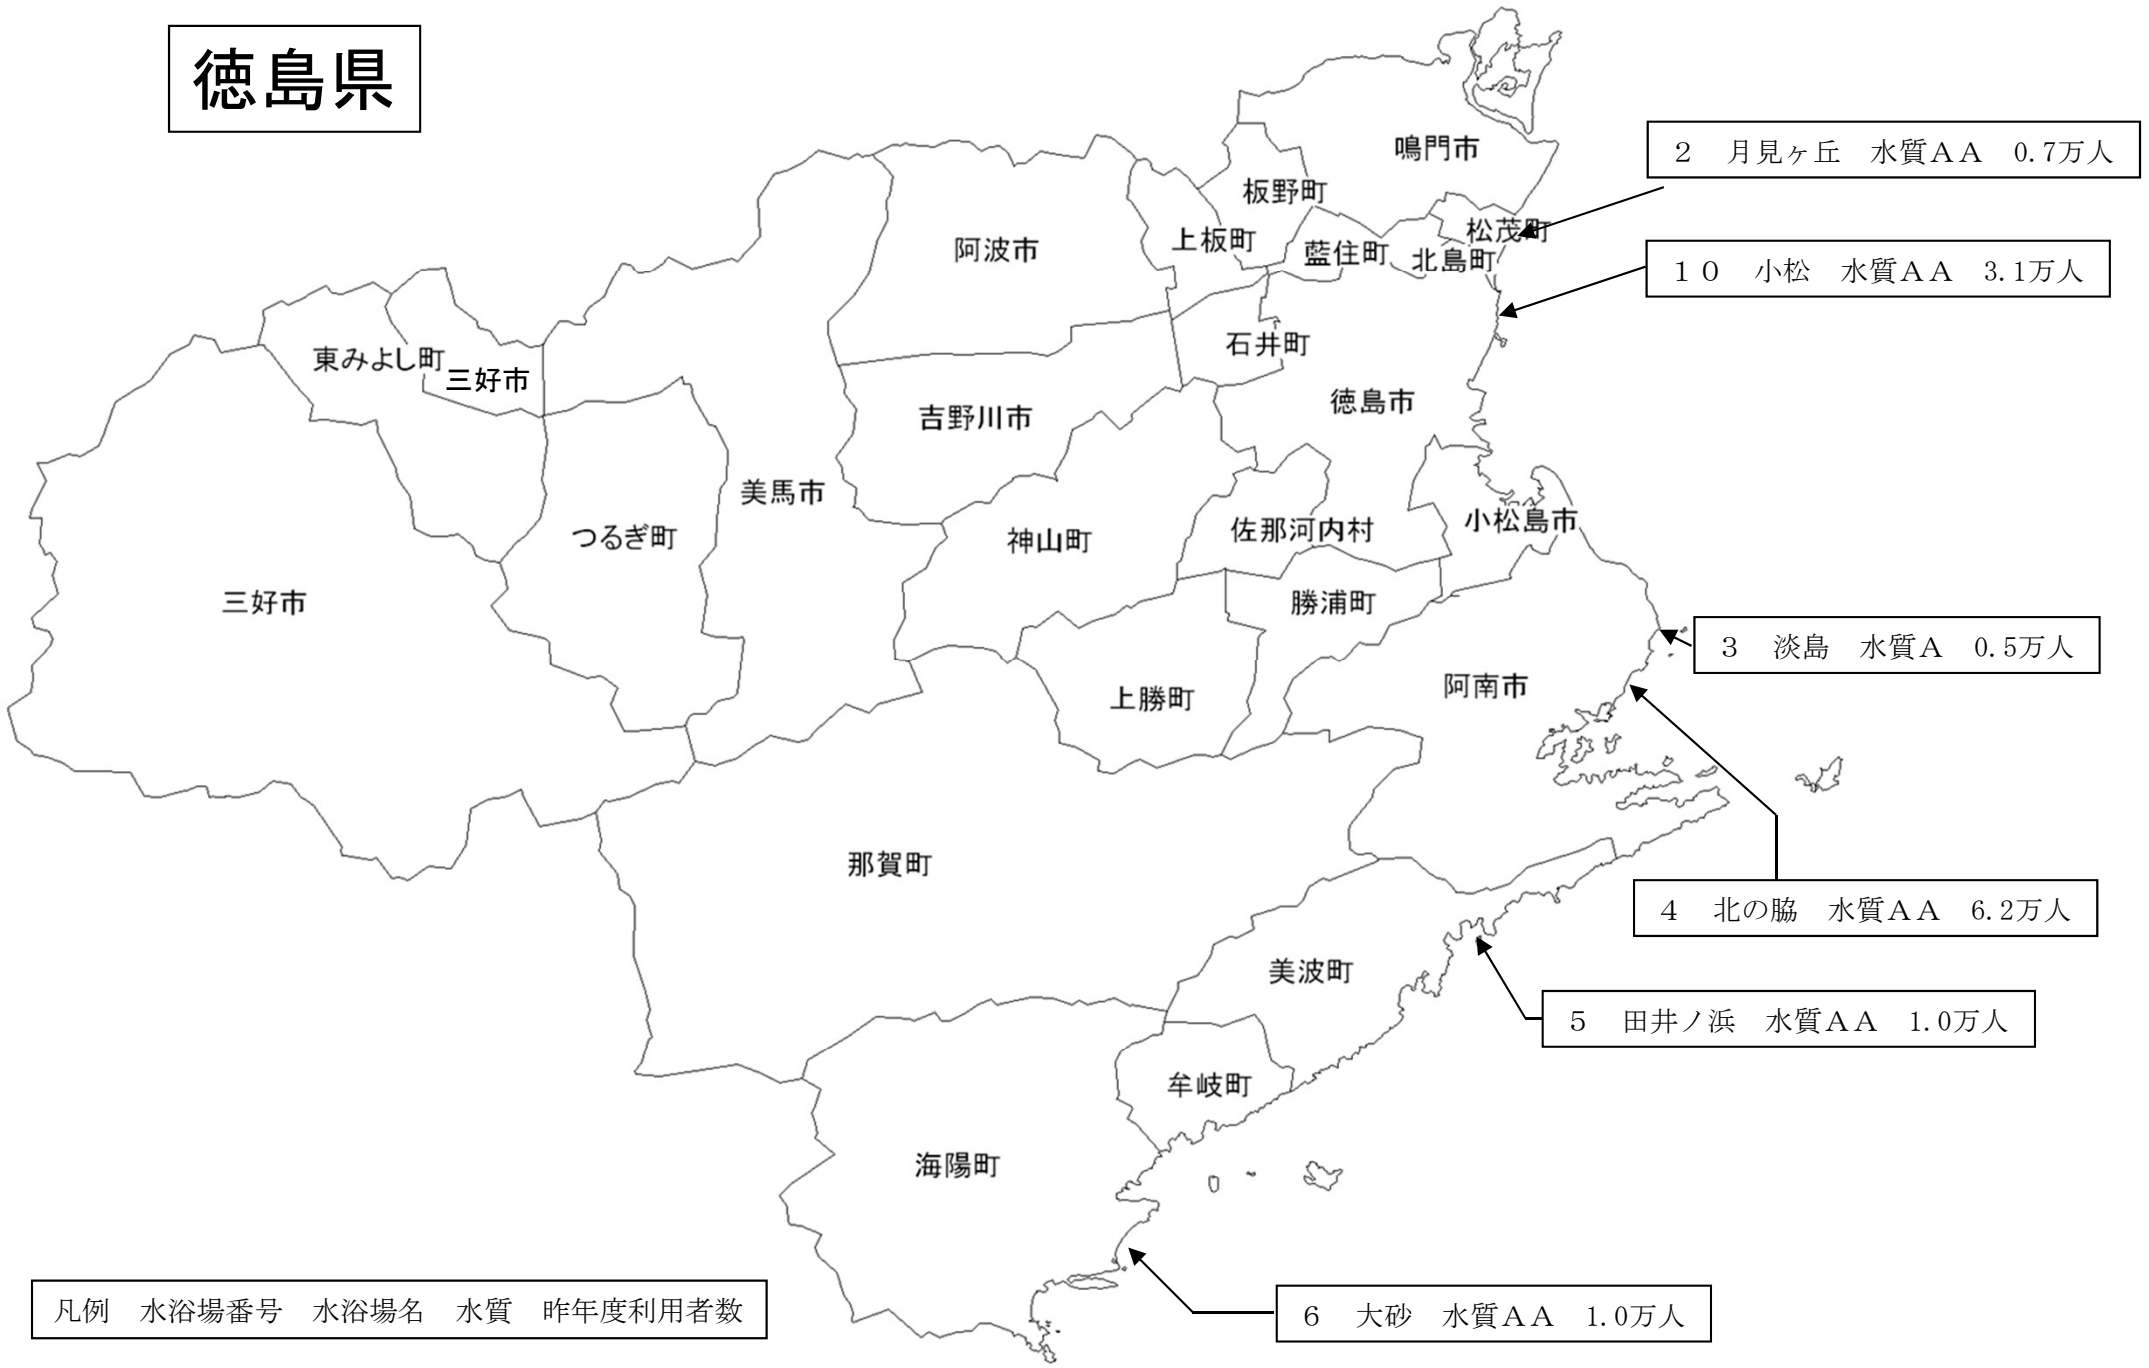 徳島県
鳴門市
2　月見ヶ丘　水質ＡＡ　0.7万人
板野町
松茂町
上板町
阿波市
藍住町
北島町
１０　小松　水質ＡＡ　3.1万人
石井町
東みよし町
三好市
徳島市
吉野川市
美馬市
小松島市
佐那河内村
つるぎ町
神山町
三好市
勝浦町
3　淡島　水質Ａ　0.5万人
阿南市
上勝町
那賀町
4　北の脇　水質ＡＡ　6.2万人
美波町
5　田井ノ浜　水質ＡＡ　1.0万人
牟岐町
海陽町
凡例　水浴場番号　水浴場名　水質　昨年度利用者数
6　大砂　水質ＡＡ　1.0万人